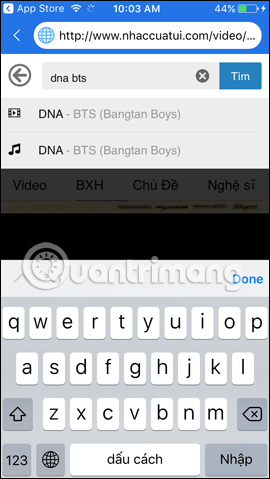 App Store 10:03 AM 44%
http://www.nhaccuatui.com/video/...
dna bts Tìm
DNA - BTS (Bangtan Boys)
DNA - BTS (Bangtan Boys)
Video BXH Chủ Đề Nghệ sĩ
Quantrimang
Done
q w e r t y u i o p
a s d f g h j k l
z x c v b n m
123 dấu cách Nhập